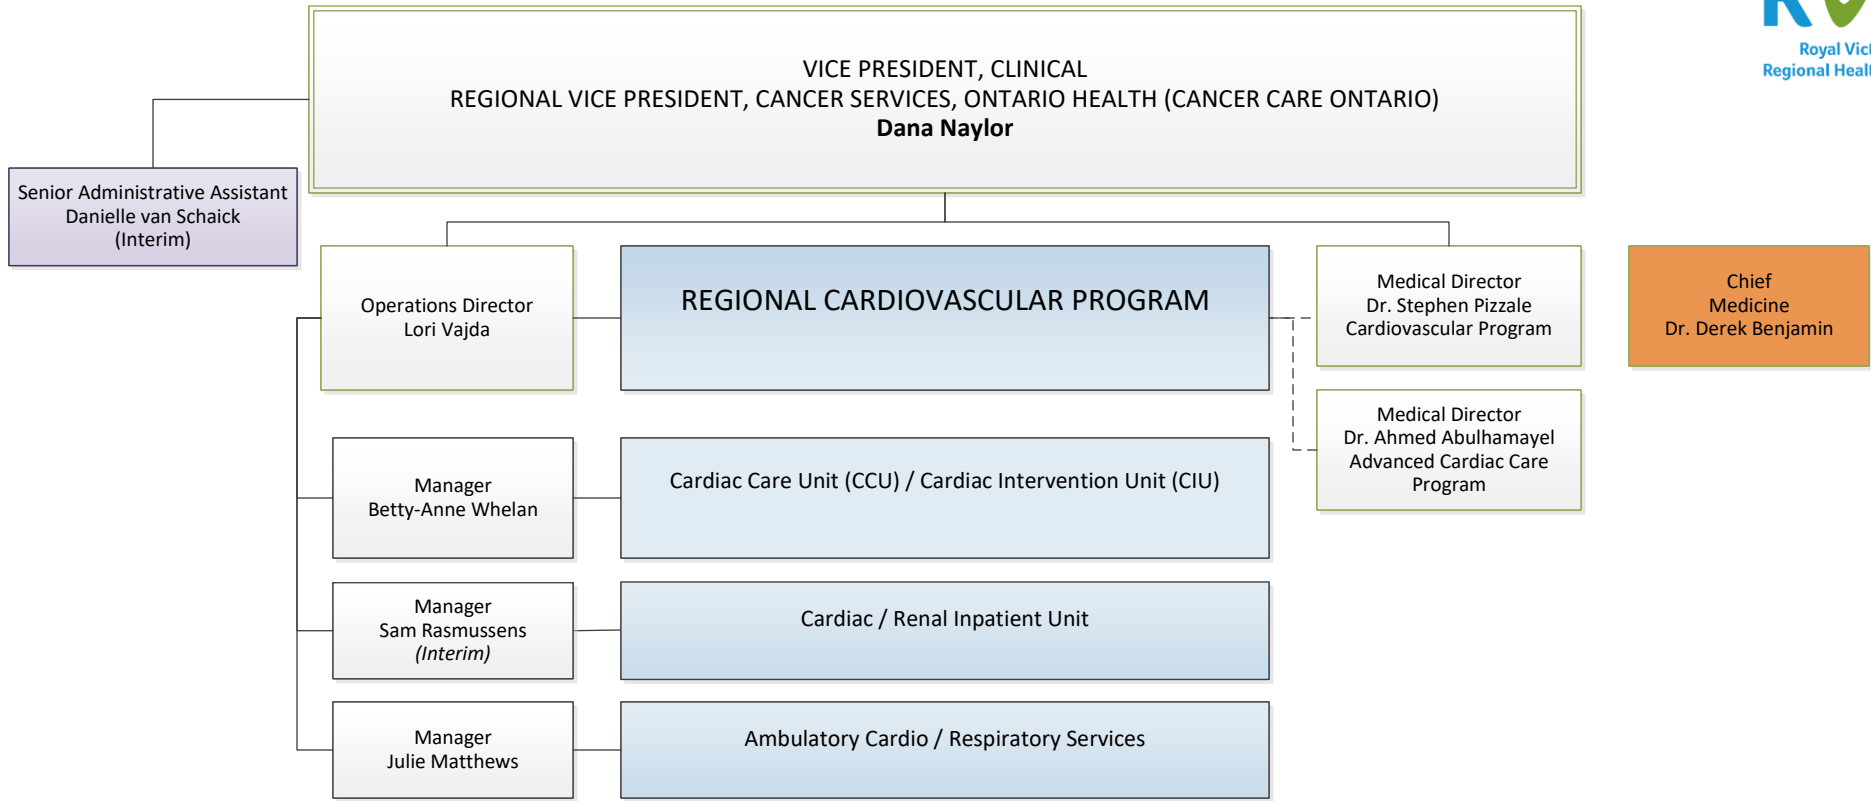 Royal Vic
Regional Heal
VICE PRESIDENT, CLINICAL
REGIONAL VICE PRESIDENT, CANCER SERVICES, ONTARIO HEALTH (CANCER CARE ONTARIO)
Dana Naylor
Senior Administrative Assistant
Danielle van Schaick
(Interim)
Operations Director
Lori Vajda
REGIONAL CARDIOVASCULAR PROGRAM
Medical Director
Dr. Stephen Pizzale
Cardiovascular Program
Chief
Medicine
Dr. Derek Benjamin
Medical Director
Dr. Ahmed Abulhamayel
Advanced Cardiac Care
Program
Manager
Betty-Anne Whelan
Cardiac Care Unit (CCU) / Cardiac Intervention Unit (CIU)
Manager
Sam Rasmussens
(Interim)
Cardiac / Renal Inpatient Unit
Manager
Julie Matthews
Ambulatory Cardio / Respiratory Services